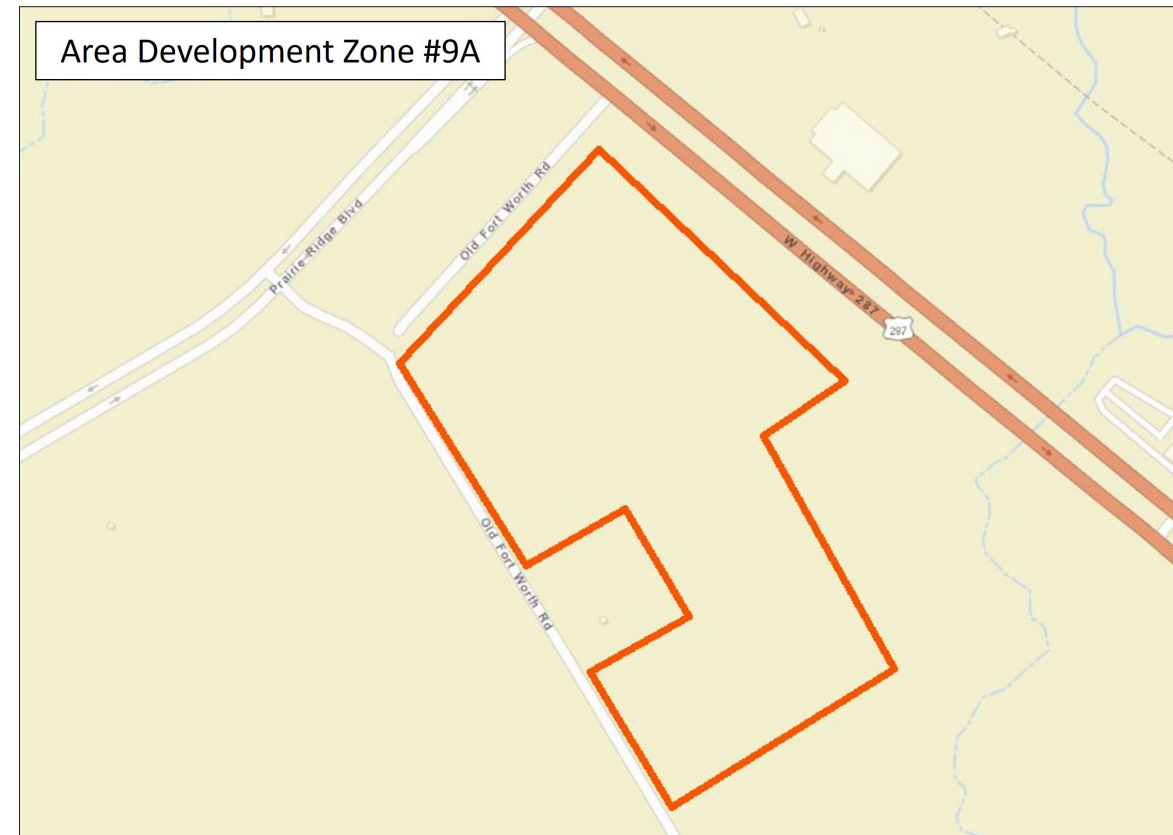 Area Development Zone #9A
Old Fort Worth Rd
Prairie Ridge Blvd
W Highway 287
287
Old Fort Worth Rd